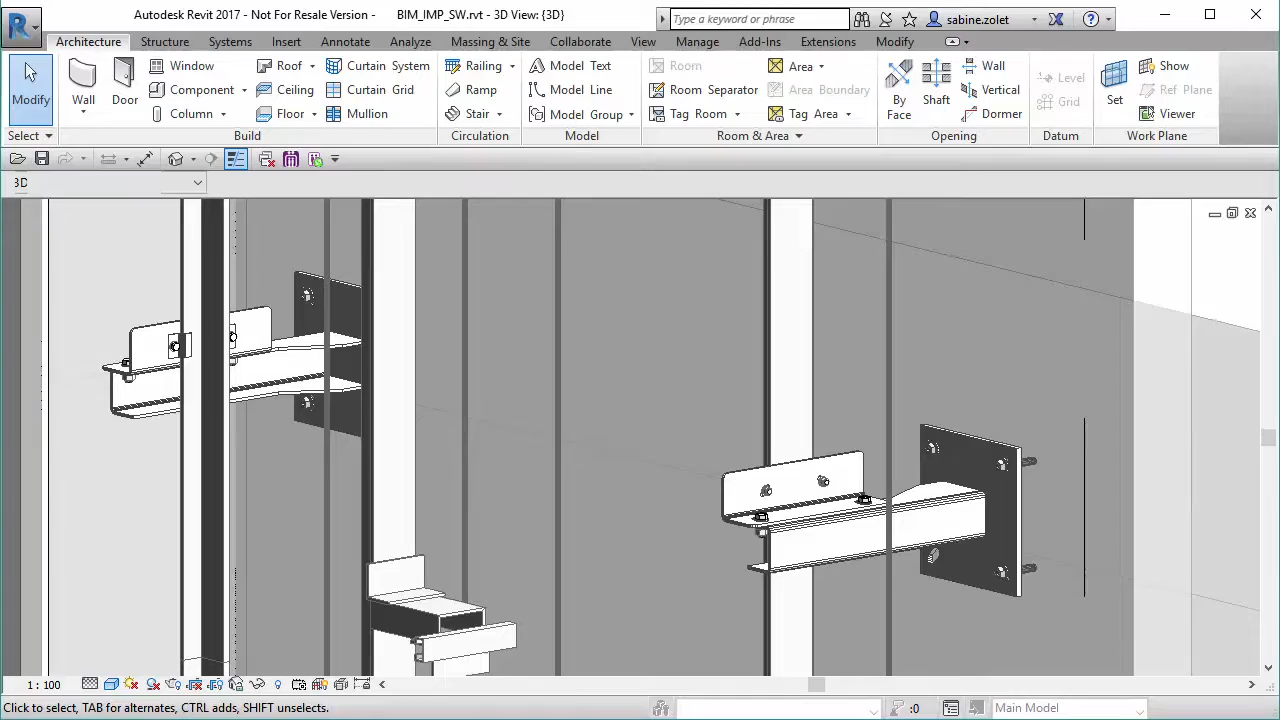 Autodesk Revit 2017 - Not For Resale Version - BIM_IMP_SW.rvt - 3D View: {3D}
Type a keyword or phrase
sabine.zolet
Architecture Structure Systems Insert Annotate Analyze Massing & Site Collaborate View Manage Add-Ins Extensions Modify
Modify
Wall
Door
Window
Component
Column
Roof
Ceiling
Floor
Curtain System
Curtain Grid
Mullion
Railing
Ramp
Stair
Model Text
Model Line
Model Group
Room
Room Separator
Tag Room
Area
Area Boundary
Tag Area
By
Face
Shaft
Wall
Vertical
Dormer
Level
Grid
Set
Show
Ref Plane
Viewer
Select Build Circulation Model Room & Area Opening Datum Work Plane
3D
1 : 100
Click to select, TAB for alternates, CTRL adds, SHIFT unselects.
:0
Main Model